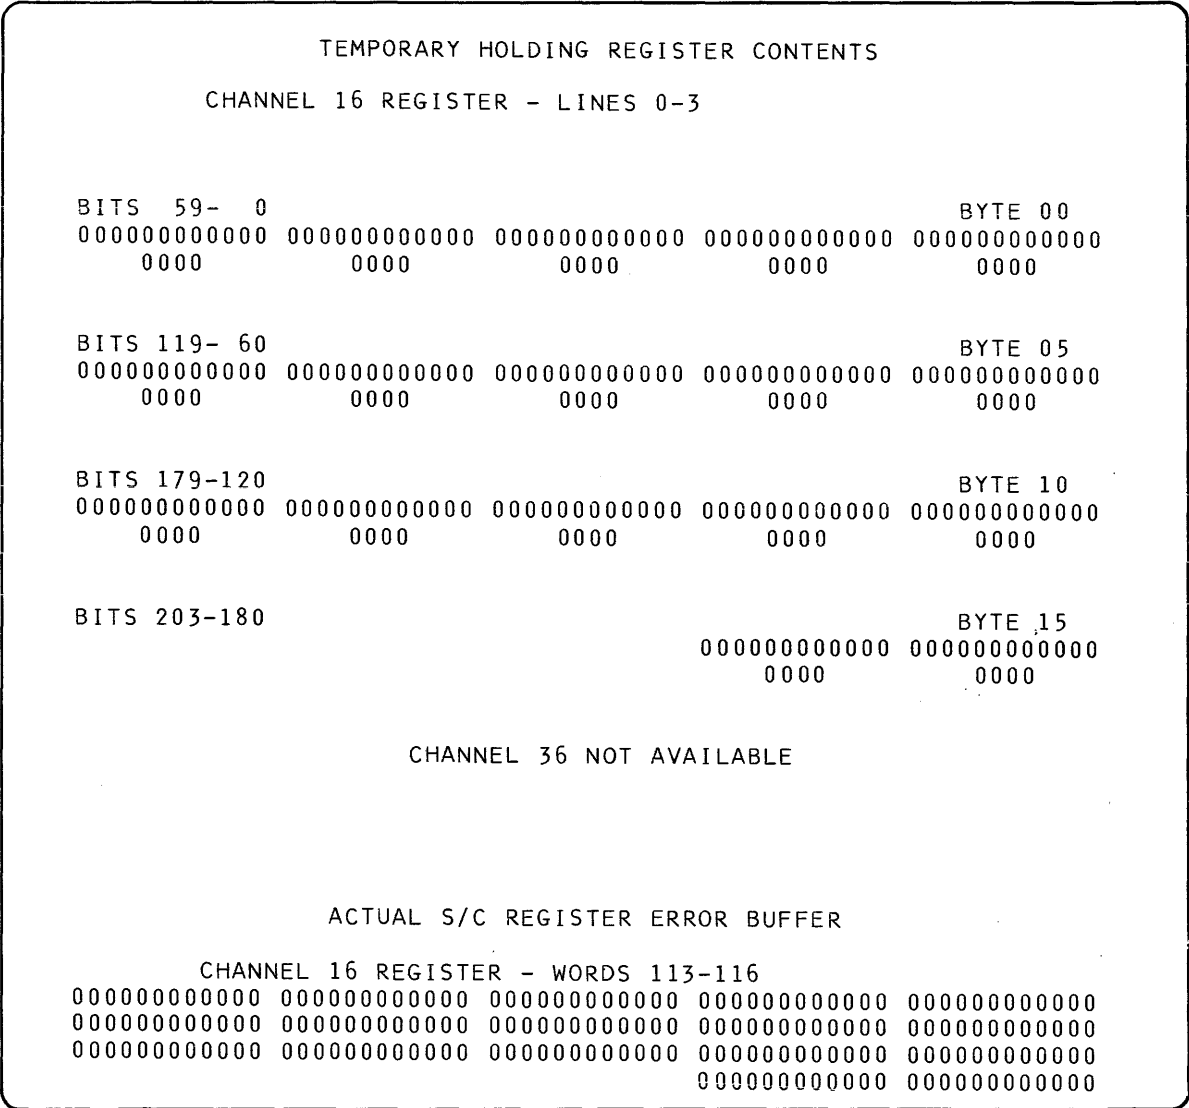 TEMPORARY HOLDING REGISTER CONTENTS
CHANNEL 16 REGISTER - LINES 0-3
BITS 59- 0 BYTE 00
000000000000 000000000000 000000000000 000000000000 000000000000
0000 0000 0000 0000 0000
BITS 119- 60 BYTE 05
000000000000 000000000000 000000000000 000000000000 000000000000
0000 0000 0000 0000 0000
BITS 179-120 BYTE 10
000000000000 000000000000 000000000000 000000000000 000000000000
0000 0000 0000 0000 0000
BITS 203-180 BYTE 15
000000000000 000000000000
0000 0000
CHANNEL 36 NOT AVAILABLE
ACTUAL S/C REGISTER ERROR BUFFER
CHANNEL 16 REGISTER - WORDS 113-116
000000000000 000000000000 000000000000 000000000000 000000000000
000000000000 000000000000 000000000000 000000000000 000000000000
000000000000 000000000000 000000000000 000000000000 000000000000
000000000000 000000000000